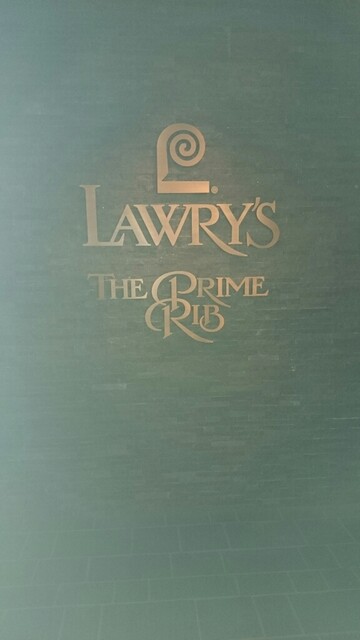 L.
LAWRY'S
THE PRIME
RIB